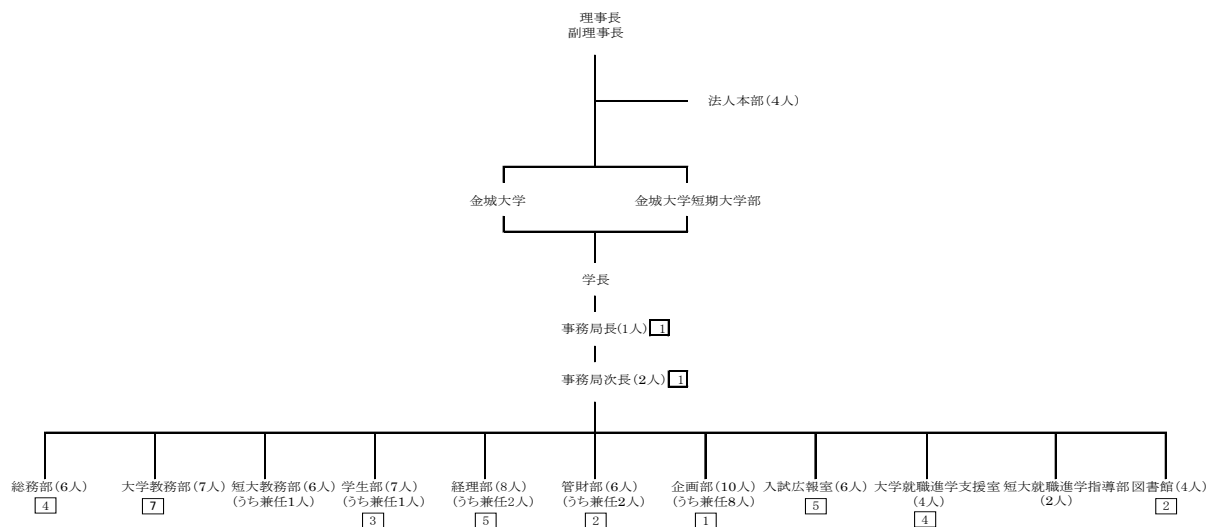 理事長
副理事長
法人本部(4人)
金城大学 金城大学短期大学部
学長
事務局長(1人) 1
事務局次長(2人) 1
総務部(6人) 大学教務部(7人) 短大教務部(6人) 学生部(7人) 経理部(8人) 管財部(6人) 企画部(10人) 入試広報室(6人) 大学就職進学支援室 短大就職進学指導部 図書館(4人)
(うち兼任1人) (うち兼任1人) (うち兼任2人) (うち兼任2人) (うち兼任8人) (4人) (2人)
4 7 3 5 2 1 5 4 2